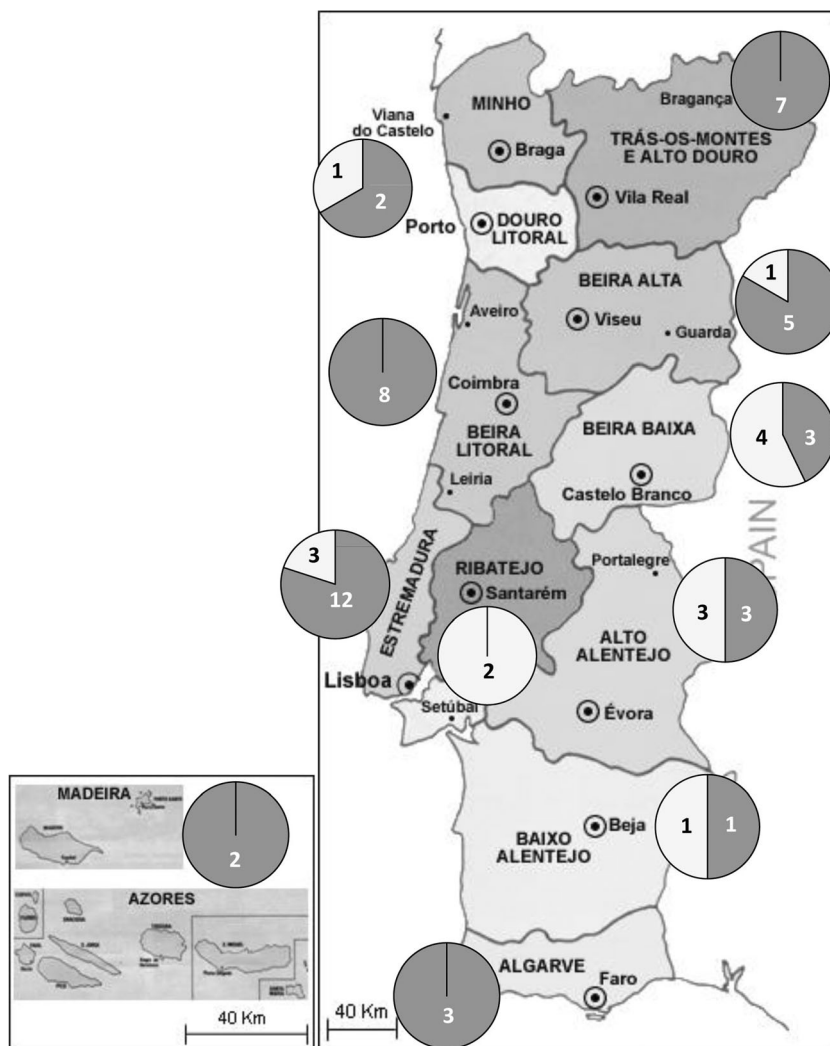 Bragança
7
MINHO
Viana
do Castelo
Braga
TRÁS-OS-MONTES
E ALTO DOURO
Vila Real
1
2
Porto
DOURO
LITORAL
BEIRA ALTA
Viseu
Guarda
1
5
Aveiro
8
Coimbra
BEIRA
LITORAL
Leiria
BEIRA BAIXA
Castelo Branco
4
3
PAIN
3
12
ESTREMADURA
RIBATEJO
Santarém
Portalegre
3
3
ALTO
ALENTEJO
2
Lisboa
Setúbal
Évora
MADEIRA
2
Beja
BAIXO
ALENTEJO
1
1
AZORES
ALGARVE
Faro
3
40 Km
40 Km